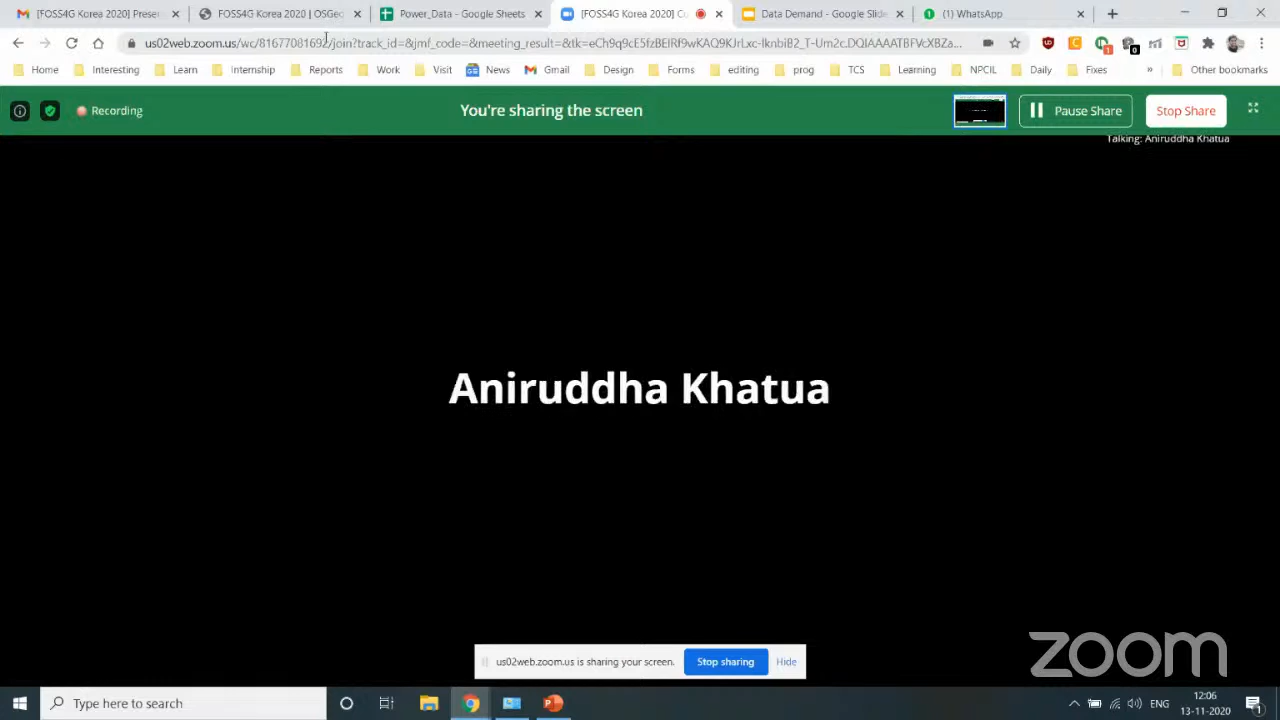 [FOSS4G Korea 2020] Prese
FOSS4G Korea 2020 | OSGeo
Power_Data - Google Sheets
[FOSS4G Korea 2020] Cu
Data Demand - Google Slide
(1) WhatsApp
Home
Interesting
Learn
Internship
Reports
Work
Visit
News
Gmail
Design
Forms
editing
prog
TCS
Learning
NPCIL
Daily
Fixes
»
Other bookmarks
Recording
You're sharing the screen
Pause Share
Stop Share
Talking: Aniruddha Khatua
Aniruddha Khatua
us02web.zoom.us is sharing your screen.
Stop sharing
Hide
zoom
Type here to search
ENG
12:06
13-11-2020